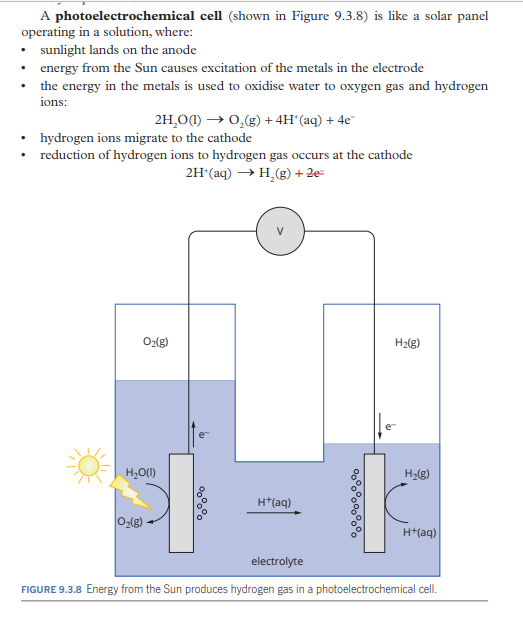 A photoelectrochemical cell (shown in Figure 9.3.8) is like a solar panel
operating in a solution, where:
• sunlight lands on the anode
• energy from the Sun causes excitation of the metals in the electrode
• the energy in the metals is used to oxidise water to oxygen gas and hydrogen
ions:
2H₂O(l) → O₂(g) + 4H⁺(aq) + 4e⁻
• hydrogen ions migrate to the cathode
• reduction of hydrogen ions to hydrogen gas occurs at the cathode
2H⁺(aq) → H₂(g) + 2e⁻
V
O₂(g)
H₂(g)
e⁻
e⁻
H₂O(l)
H₂(g)
H⁺(aq)
O₂(g)
H⁺(aq)
electrolyte
FIGURE 9.3.8 Energy from the Sun produces hydrogen gas in a photoelectrochemical cell.